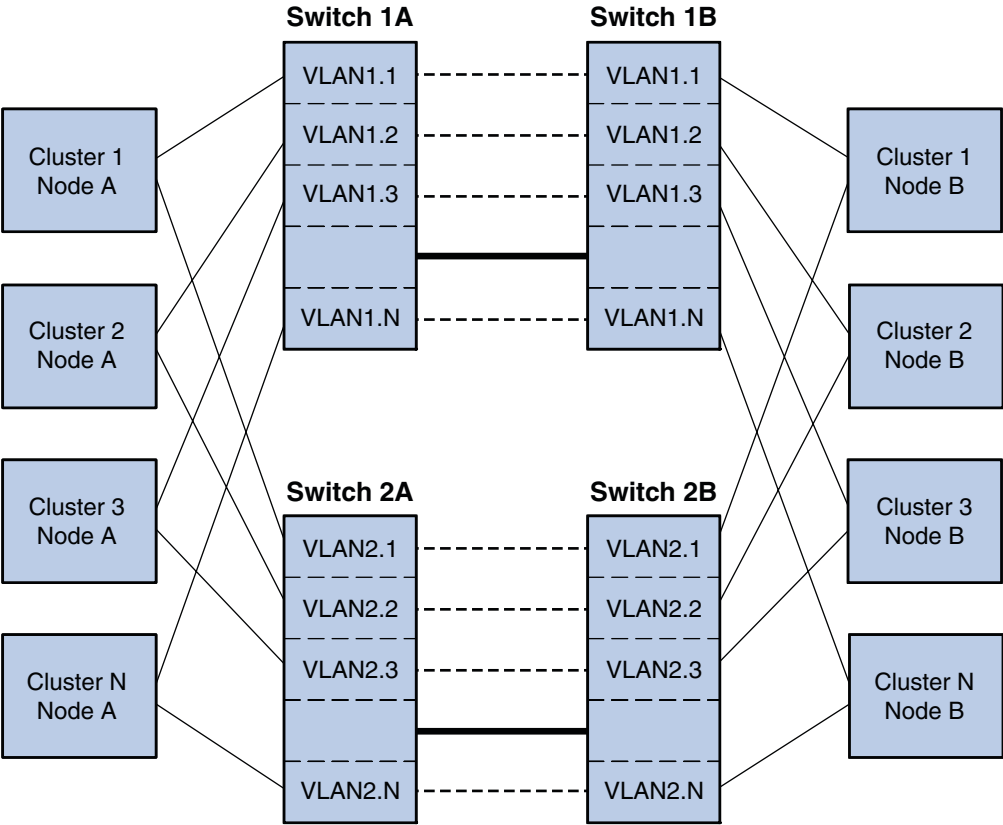 Switch 1A
Switch 1B
VLAN1.1
VLAN1.1
VLAN1.2
VLAN1.2
Cluster 1
Node A
Cluster 1
Node B
VLAN1.3
VLAN1.3
VLAN1.N
VLAN1.N
Cluster 2
Node A
Cluster 2
Node B
Switch 2A
Switch 2B
Cluster 3
Node A
Cluster 3
Node B
VLAN2.1
VLAN2.1
VLAN2.2
VLAN2.2
VLAN2.3
VLAN2.3
Cluster N
Node A
Cluster N
Node B
VLAN2.N
VLAN2.N